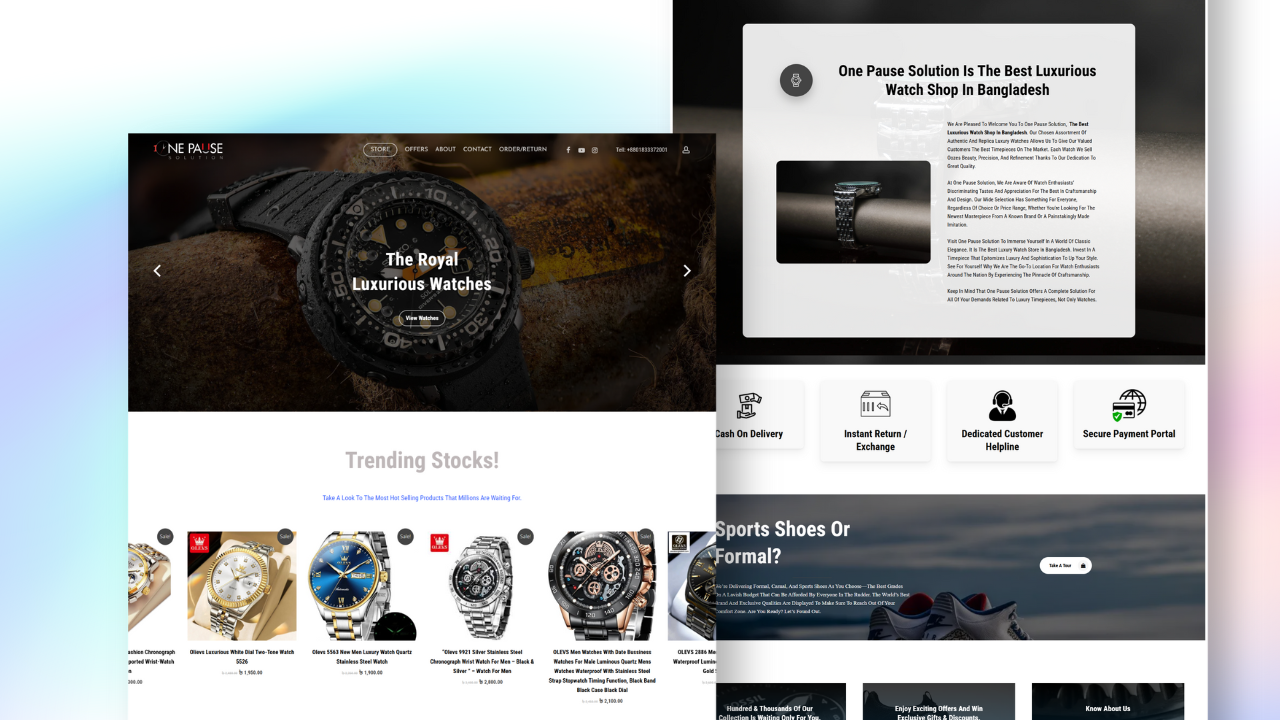 ONE PAUSE
SOLUTION
STORE
OFFERS
ABOUT
CONTACT
ORDER/RETURN
Tell: +8801833372001
The Royal
Luxurious Watches
View Watches
Trending Stocks!
Take A Look To The Most Hot Selling Products That Millions Are Waiting For.
Sale!
Sale!
Sale!
Sale!
Sale!
OLEVS
OLEVS
ashion Chronograph
ported Wrist-Watch
n
000.00
Olevs Luxurious White Dial Two-Tone Watch
5526
৳ 1,950.00
Olevs 5563 New Men Luxury Watch Quartz
Stainless Steel Watch
৳ 1,900.00
"Olevs 9921 Silver Stainless Steel
Chronograph Wrist Watch For Men – Black &
Silver " – Watch For Men
৳ 2,000.00
OLEVS Men Watches With Date Bussiness
Watches For Male Luminous Quartz Mens
Watches Waterproof With Stainless Steel
Strap Stopwatch Timing Function, Black Band
Black Case Black Dial
৳ 2,100.00
OLEVS 2886 Me
Waterproof Lumin
Gold
One Pause Solution Is The Best Luxurious
Watch Shop In Bangladesh
We Are Pleased To Welcome You To One Pause Solution, The Best
Luxurious Watch Shop In Bangladesh. Our Chosen Assortment Of
Authentic And Replica Luxury Watches Allows Us To Give Our Valued
Customers The Best Timepieces On The Market. Each Watch We Sell
Oozes Beauty, Precision, And Refinement Thanks To Our Dedication To
Great Quality.
At One Pause Solution, We Are Aware Of Watch Enthusiasts'
Discriminating Tastes And Appreciation For The Best In Craftsmanship
And Design. Our Wide Selection Has Something For Everyone,
Regardless Of Choice Or Price Range, Whether You're Looking For The
Newest Masterpiece From A Known Brand Or A Painstakingly Made
Imitation.
Visit One Pause Solution To Immerse Yourself In A World Of Classic
Elegance. It Is The Best Luxury Watch Store In Bangladesh. Invest In A
Timepiece That Epitomizes Luxury And Sophistication To Up Your Style.
See For Yourself Why We Are The Go-To Location For Watch Enthusiasts
Around The Nation By Experiencing The Pinnacle Of Craftsmanship.
Keep In Mind That One Pause Solution Offers A Complete Solution For
All Of Your Demands Related To Luxury Timepieces, Not Only Watches.
Cash On Delivery
Instant Return /
Exchange
Dedicated Customer
Helpline
Secure Payment Portal
Sports Shoes Or
Formal?
We're Delivering Formal, Casual, And Sports Shoes As You Choose—The Best Grades
On A Lavish Budget That Can Be Afforded By Everyone In The Rudder. The World's Best
Brand And Exclusive Qualities Are Displayed To Make Sure To Reach Out Of Your
Comfort Zone. Are You Ready? Let's Found Out.
Take A Tour
Hundred & Thousands Of Our
Collection Is Waiting Only For You.
Enjoy Exciting Offers And Win
Exclusive Gifts & Discounts.
Know About Us